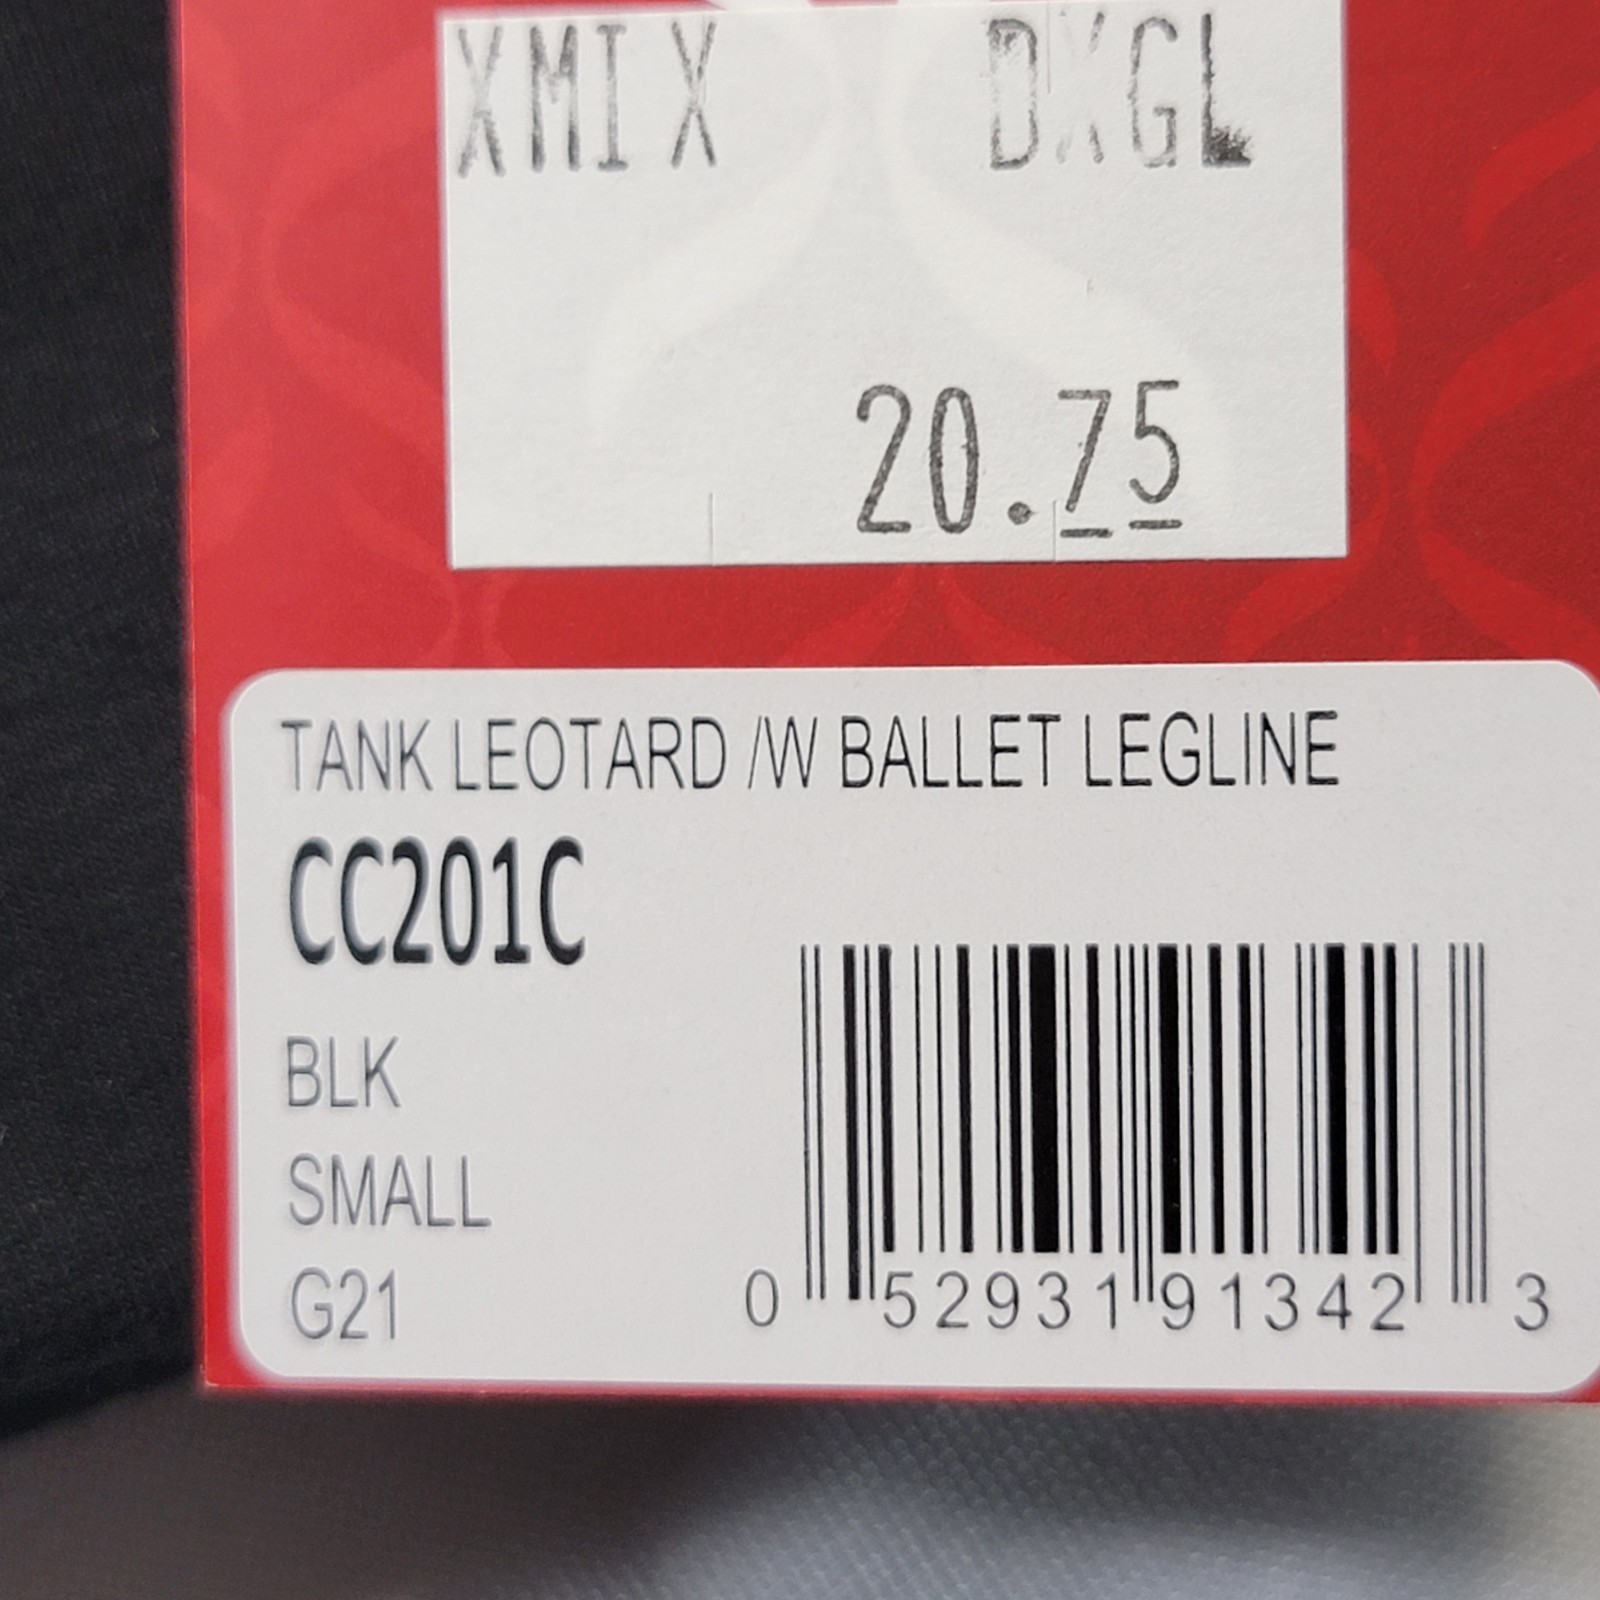 XMIX DXGL
20.75
TANK LEOTARD /W BALLET LEGLINE
CC201C
BLK
SMALL
G21
0 52931 91342 3